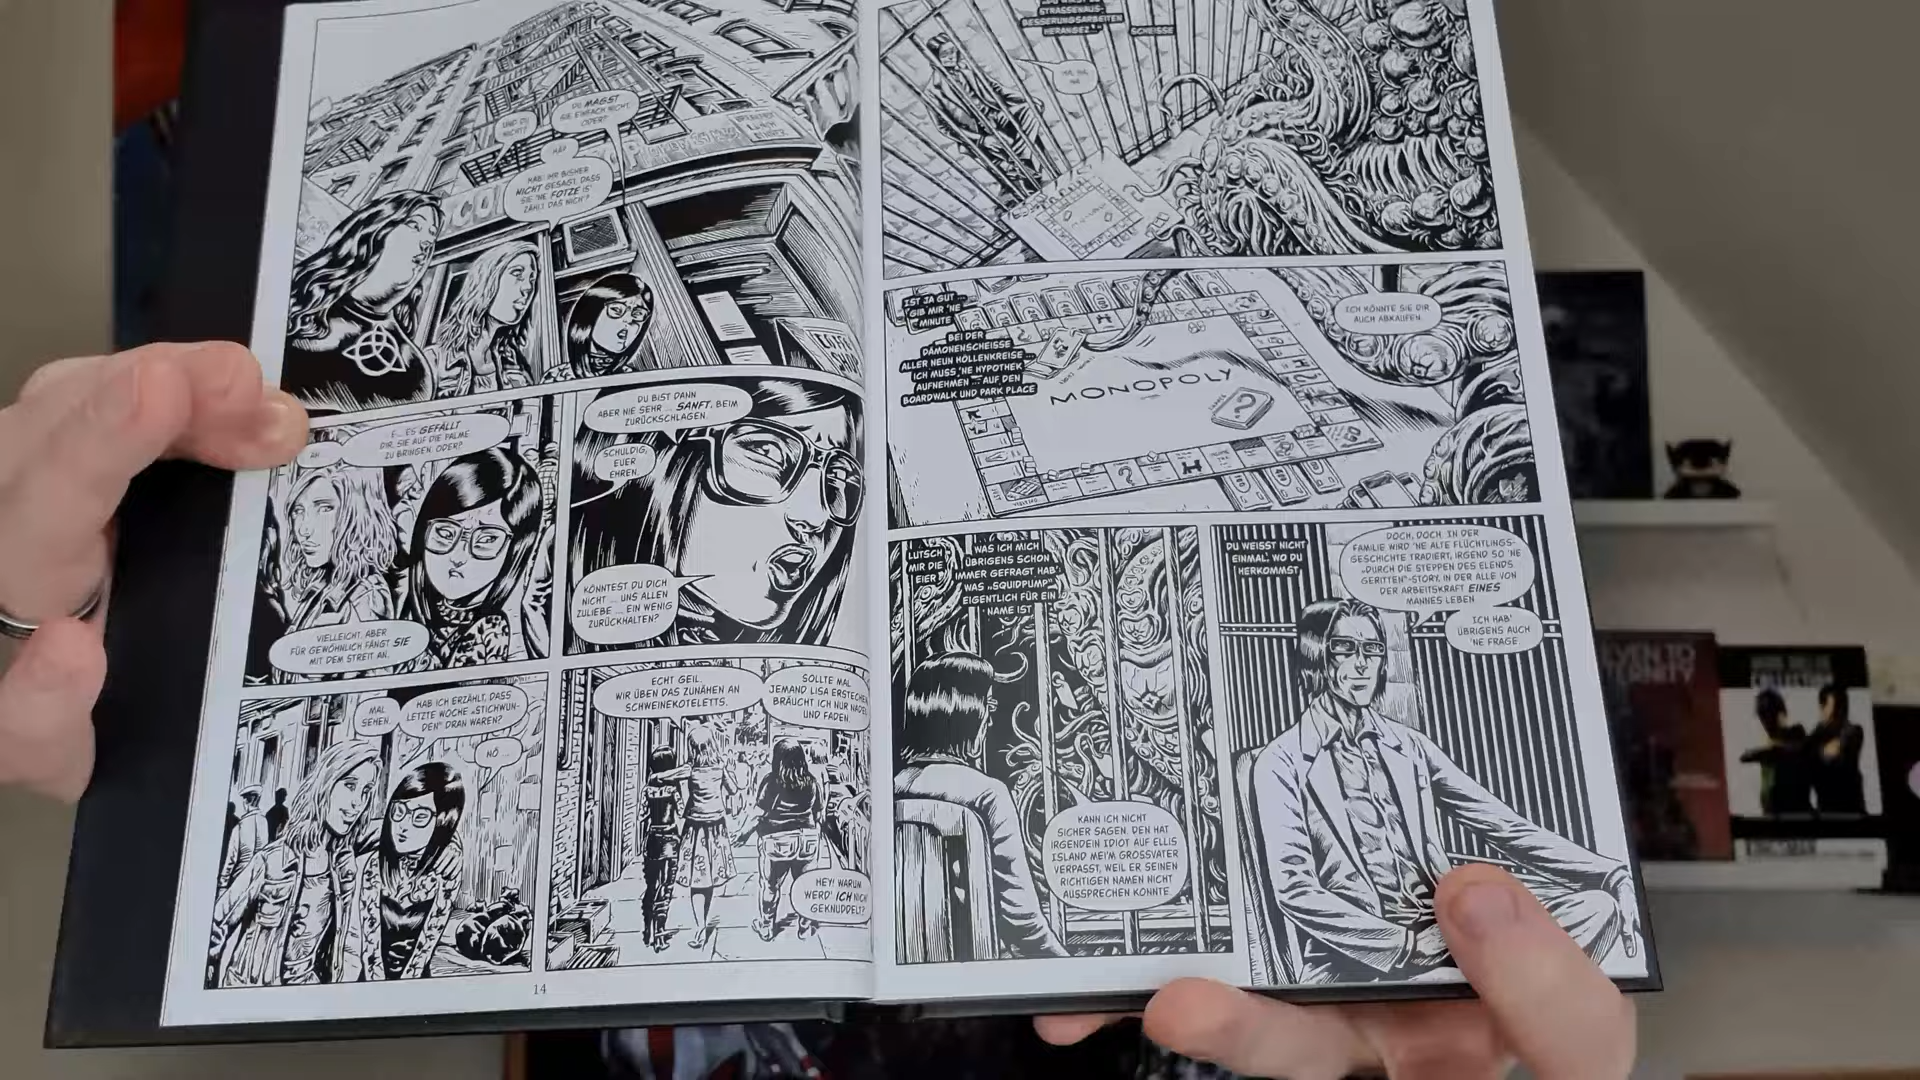 UND DU
NICHT?
DU MAGST
SIE EINFACH NICHT,
ODER?
HÄ?
HAB' IHR BISHER
NICHT GESAGT, DASS
SIE 'NE FOTZE IS'.
ZÄHLT DAS NICH'?
E... ES GEFÄLLT
DIR, SIE AUF DIE PALME
ZU BRINGEN, ODER?
VIELLEICHT. ABER
FÜR GEWÖHNLICH FÄNGT SIE
MIT DEM STREIT AN.
DU BIST DANN
ABER NIE SEHR ... SANFT, BEIM
ZURÜCKSCHLAGEN.
SCHULDIG,
EUER
EHREN.
KÖNNTEST DU DICH
NICHT ... UNS ALLEN
ZULIEBE ... EIN WENIG
ZURÜCKHALTEN?
MAL
SEHEN.
HAB ICH ERZÄHLT, DASS
LETZTE WOCHE „STICHWUN-
DEN" DRAN WAREN?
NÖ ...
ECHT GEIL.
WIR ÜBEN DAS ZUNÄHEN AN
SCHWEINEKOTELETTS.
SOLLTE MAL
JEMAND LISA ERSTECHEN,
BRÄUCHT ICH NUR NADEL
UND FADEN.
HEY! WARUM
WERD' ICH NICH'
GEKNUDDELT?
14
STRASSENAUS-
BESSERUNGSARBEITEN
HERANGEZ...
SCHEISSE
HA, HA,
HA!
IST JA GUT ...
GIB MIR 'NE
MINUTE
BEI DER
DÄMONENSCHEISSE
ALLER NEUN HÖLLENKREISE ...
ICH MUSS 'NE HYPOTHEK
AUFNEHMEN ... AUF DEN
BOARDWALK UND PARK PLACE
ICH KÖNNTE SIE DIR
AUCH ABKAUFEN.
MONOPOLY
LUTSCH
MIR DIE
EIER
WAS ICH MICH
ÜBRIGENS SCHON
IMMER GEFRAGT HAB':
WAS „SQUIDPUMP"
EIGENTLICH FÜR EIN
NAME IST
KANN ICH NICHT
SICHER SAGEN. DEN HAT
IRGENDEIN IDIOT AUF ELLIS
ISLAND MEI'M GROSSVATER
VERPASST, WEIL ER SEINEN
RICHTIGEN NAMEN NICHT
AUSSPRECHEN KONNTE.
DU WEISST NICHT
EINMAL, WO DU
HERKOMMST
DOCH, DOCH. IN DER
FAMILIE WIRD 'NE ALTE FLÜCHTLINGS-
GESCHICHTE TRADIERT, IRGEND SO 'NE
„DURCH DIE STEPPEN DES ELENDS
GERITTEN"-STORY, IN DER ALLE VON
DER ARBEITSKRAFT EINES
MANNES LEBEN.
ICH HAB'
ÜBRIGENS AUCH
'NE FRAGE.